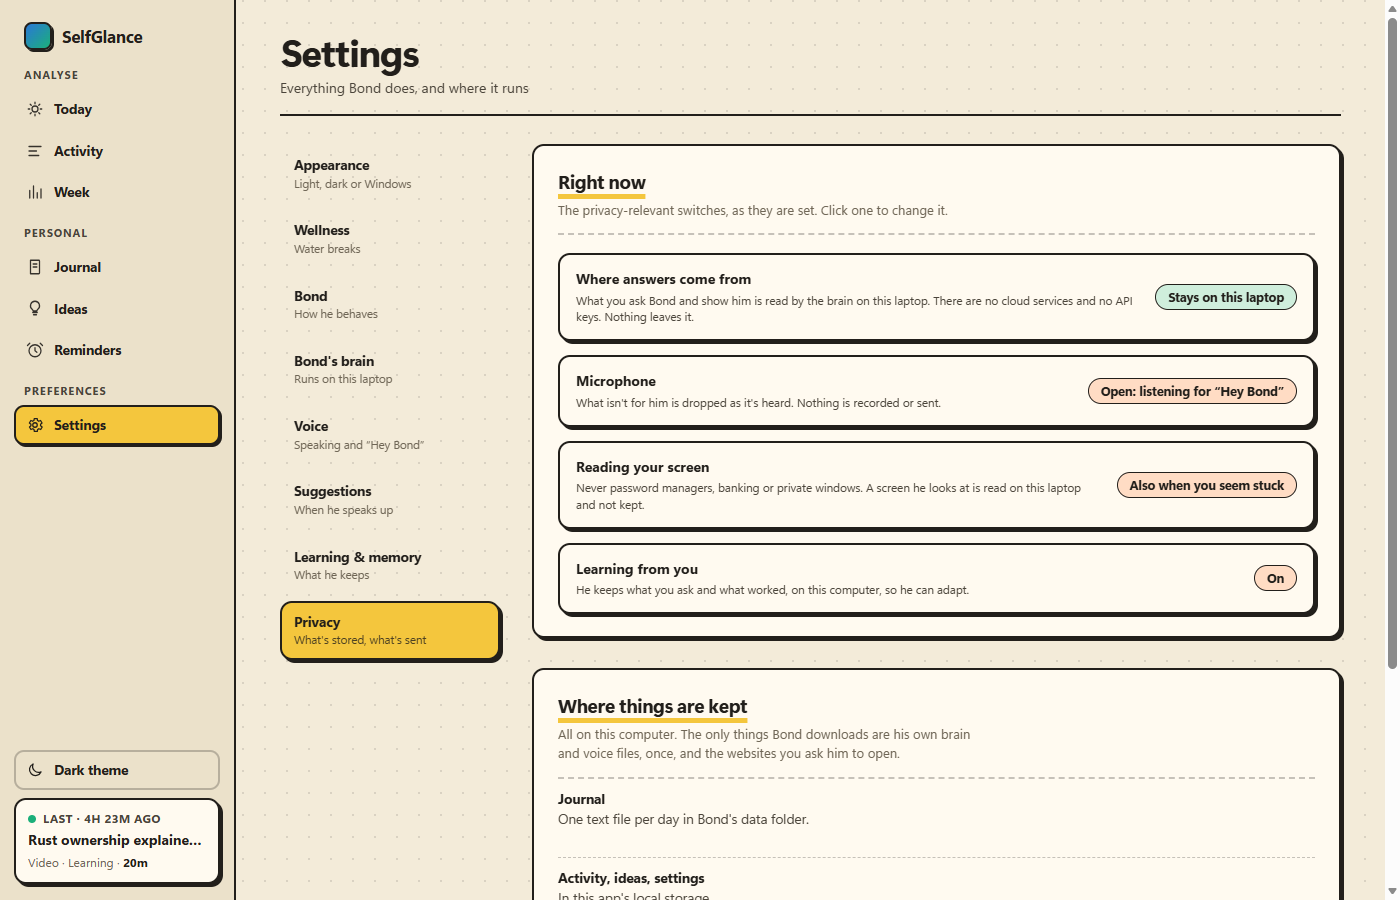 SelfGlance
ANALYSE
Today
Activity
Week
PERSONAL
Journal
Ideas
Reminders
PREFERENCES
Settings
Dark theme
LAST · 4H 23M AGO
Rust ownership explaine...
Video · Learning · 20m
Settings
Everything Bond does, and where it runs
Appearance
Light, dark or Windows
Wellness
Water breaks
Bond
How he behaves
Bond's brain
Runs on this laptop
Voice
Speaking and “Hey Bond”
Suggestions
When he speaks up
Learning & memory
What he keeps
Privacy
What's stored, what's sent
Right now
The privacy-relevant switches, as they are set. Click one to change it.
Where answers come from
What you ask Bond and show him is read by the brain on this laptop. There are no cloud services and no API
keys. Nothing leaves it.
Stays on this laptop
Microphone
What isn't for him is dropped as it's heard. Nothing is recorded or sent.
Open: listening for “Hey Bond”
Reading your screen
Never password managers, banking or private windows. A screen he looks at is read on this laptop
and not kept.
Also when you seem stuck
Learning from you
He keeps what you ask and what worked, on this computer, so he can adapt.
On
Where things are kept
All on this computer. The only things Bond downloads are his own brain
and voice files, once, and the websites you ask him to open.
Journal
One text file per day in Bond's data folder.
Activity, ideas, settings
In this app's local storage